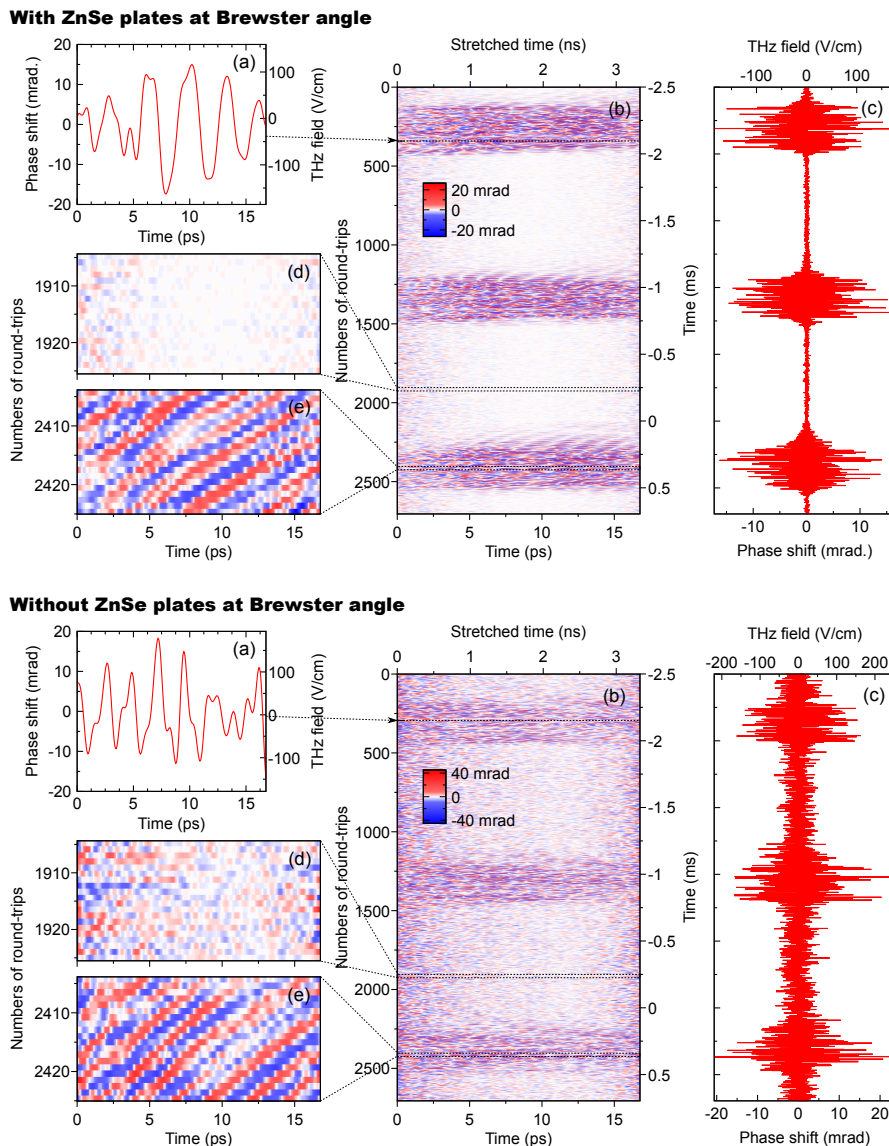 With ZnSe plates at Brewster angle
(a)
Phase shift (mrad.)
20
10
0
-10
-20
100
0
-100
THz field (V/cm)
0 5 10 15
Time (ps)
Stretched time (ns)
0 1 2 3
(b)
0
500
1000
1500
2000
2500
Numbers of round-trips
20 mrad
0
-20 mrad
-2.5
-2
-1.5
-1
-0.5
0
0.5
Time (ms)
0 5 10 15
Time (ps)
THz field (V/cm)
-100 0 100
(c)
-10 0 10
Phase shift (mrad.)
(d)
1910
1920
(e)
2410
2420
Numbers of round-trips
0 5 10 15
Time (ps)
Without ZnSe plates at Brewster angle
(a)
Phase shift (mrad)
20
10
0
-10
-20
100
0
-100
THz field (V/cm)
0 5 10 15
Time (ps)
Stretched time (ns)
0 1 2 3
(b)
0
500
1000
1500
2000
2500
Numbers of round-trips
40 mrad
0
-40 mrad
-2.5
-2
-1.5
-1
-0.5
0
0.5
Time (ms)
0 5 10 15
Time (ps)
THz field (V/cm)
-200 -100 0 100 200
(c)
-20 -10 0 10 20
Phase shift (mrad)
(d)
1910
1920
(e)
2410
2420
Numbers of round-trips
0 5 10 15
Time (ps)